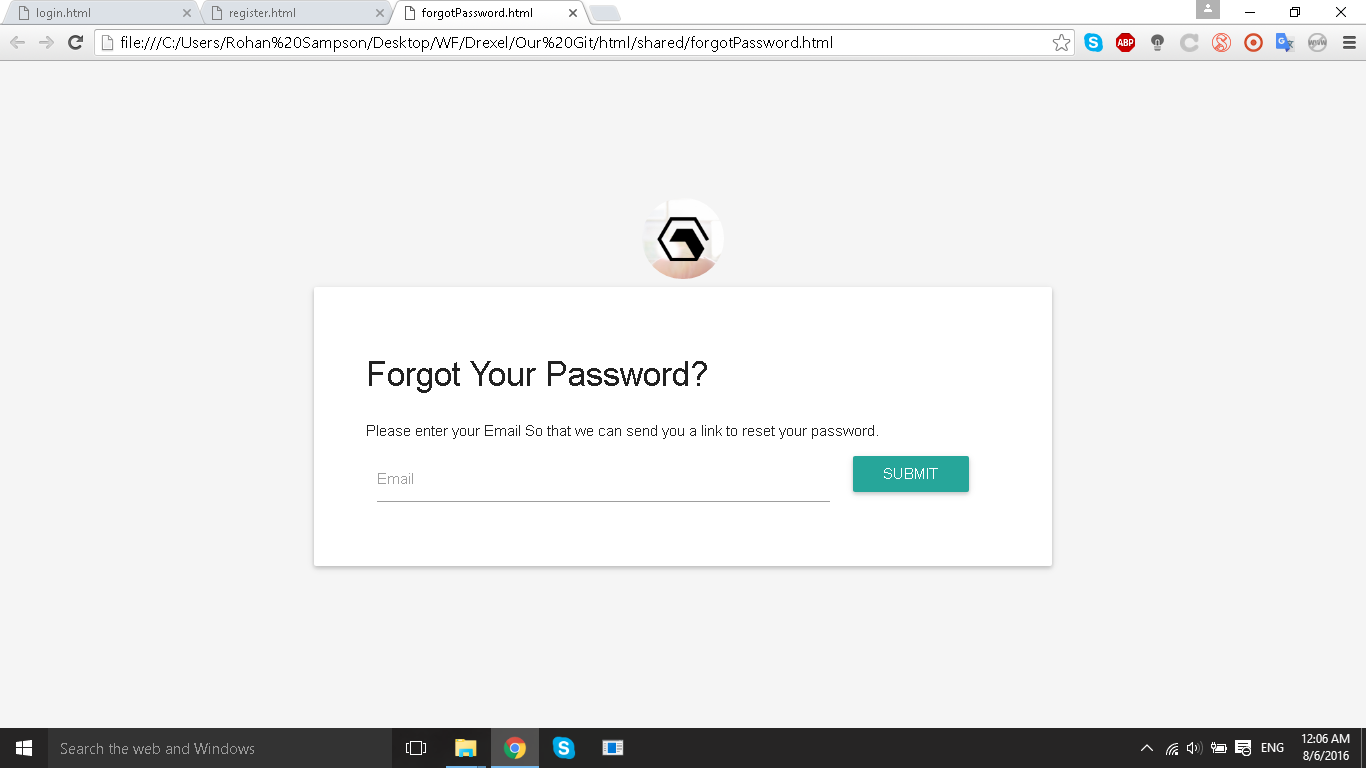 login.html
register.html
forgotPassword.html
file:///C:/Users/Rohan%20Sampson/Desktop/WF/Drexel/Our%20Git/html/shared/forgotPassword.html
ABP
Forgot Your Password?
Please enter your Email So that we can send you a link to reset your password.
Email
SUBMIT
Search the web and Windows
ENG
12:06 AM
8/6/2016